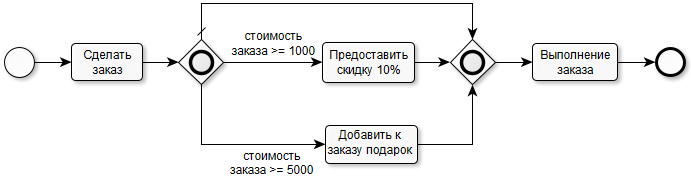 Сделать
заказ
стоимость
заказа >= 1000
Предоставить
скидку 10%
Выполнение
заказа
стоимость
заказа >= 5000
Добавить к
заказу подарок